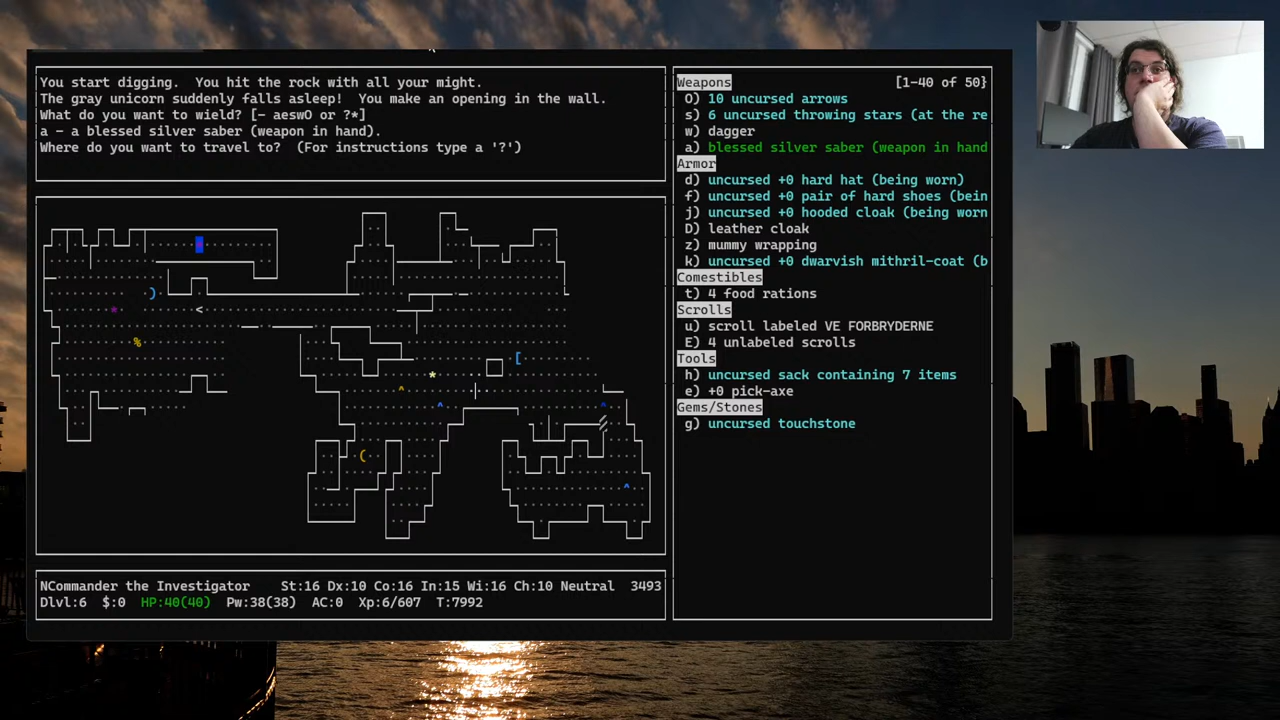 You start digging.  You hit the rock with all your might.
The gray unicorn suddenly falls asleep!  You make an opening in the wall.
What do you want to wield? [- aeswO or ?*]
a - a blessed silver saber (weapon in hand).
Where do you want to travel to?  (For instructions type a '?')
NCommander the Investigator    St:16 Dx:10 Co:16 In:15 Wi:16 Ch:10 Neutral  3493
Dlvl:6  $:0  HP:40(40)  Pw:38(38)  AC:0  Xp:6/607  T:7992
Weapons [1-40 of 50}
O) 10 uncursed arrows
s) 6 uncursed throwing stars (at the re
w) dagger
a) blessed silver saber (weapon in hand
Armor
d) uncursed +0 hard hat (being worn)
f) uncursed +0 pair of hard shoes (bein
j) uncursed +0 hooded cloak (being worn
D) leather cloak
z) mummy wrapping
k) uncursed +0 dwarvish mithril-coat (b
Comestibles
t) 4 food rations
Scrolls
u) scroll labeled VE FORBRYDERNE
E) 4 unlabeled scrolls
Tools
h) uncursed sack containing 7 items
e) +0 pick-axe
Gems/Stones
g) uncursed touchstone